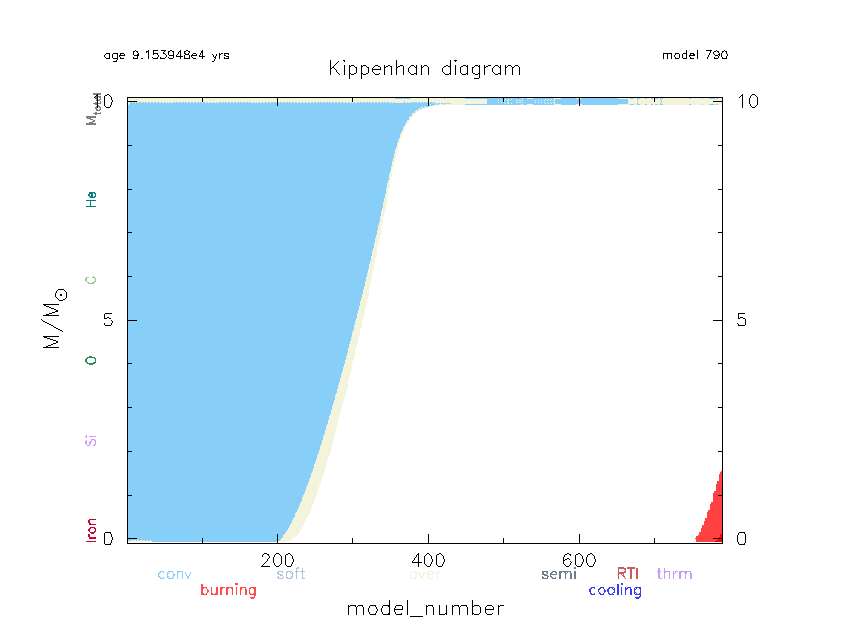 age 9.153948e4 yrs
model 790
Kippenhan diagram
10
10
M_total
He
C
5
5
M/M☉
O
Si
Iron
0
0
200
400
600
conv
soft
over
semi
RTI
thrm
burning
cooling
model_number